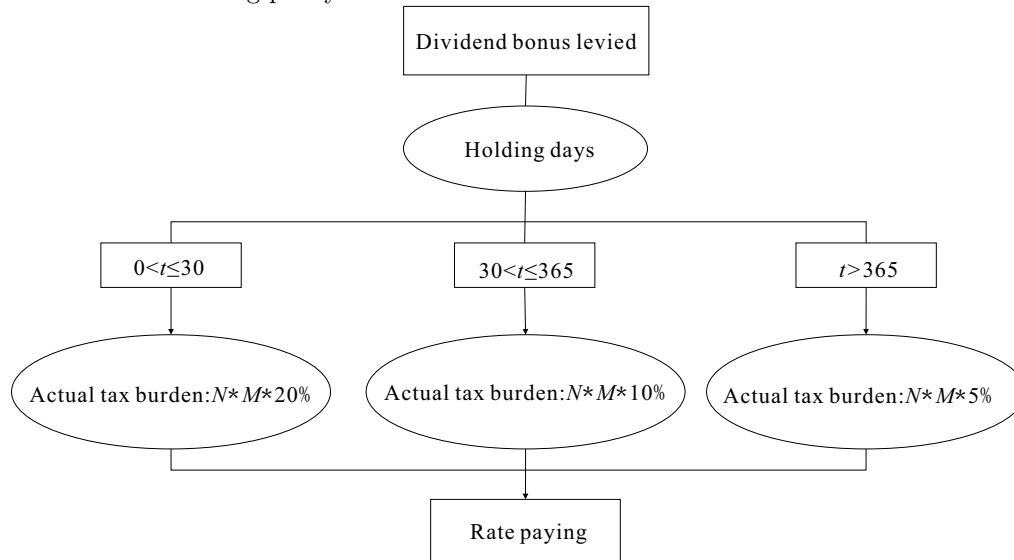 Dividend bonus levied
Holding days
0<t≤30
30<t≤365
t>365
Actual tax burden:N*M*20%
Actual tax burden:N*M*10%
Actual tax burden:N*M*5%
Rate paying